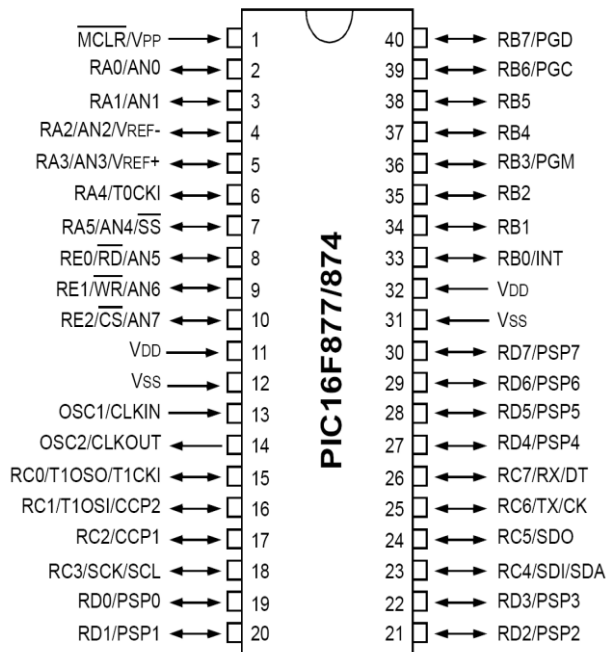 MCLR/VPP 1 40 RB7/PGD
RA0/AN0 2 39 RB6/PGC
RA1/AN1 3 38 RB5
RA2/AN2/VREF- 4 37 RB4
RA3/AN3/VREF+ 5 36 RB3/PGM
RA4/T0CKI 6 35 RB2
RA5/AN4/SS 7 34 RB1
RE0/RD/AN5 8 33 RB0/INT
RE1/WR/AN6 9 32 VDD
RE2/CS/AN7 10 31 VSS
VDD 11 30 RD7/PSP7
VSS 12 29 RD6/PSP6
OSC1/CLKIN 13 28 RD5/PSP5
OSC2/CLKOUT 14 27 RD4/PSP4
RC0/T1OSO/T1CKI 15 26 RC7/RX/DT
RC1/T1OSI/CCP2 16 25 RC6/TX/CK
RC2/CCP1 17 24 RC5/SDO
RC3/SCK/SCL 18 23 RC4/SDI/SDA
RD0/PSP0 19 22 RD3/PSP3
RD1/PSP1 20 21 RD2/PSP2
PIC16F877/874